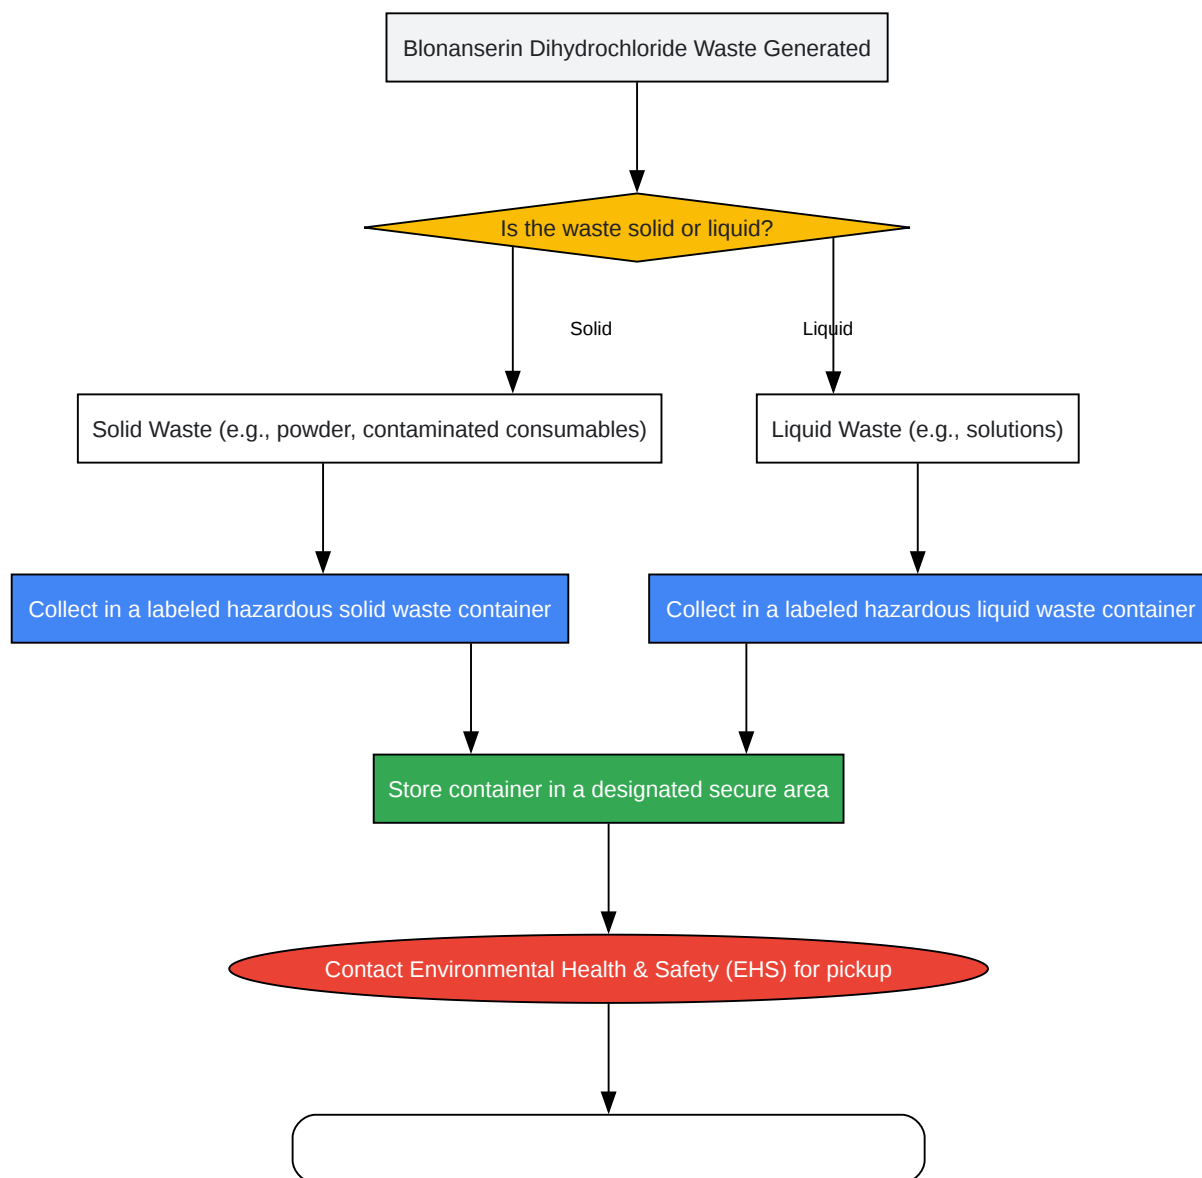 Blonanserin Dihydrochloride Waste Generated
Is the waste solid or liquid?
Solid
Liquid
Solid Waste (e.g., powder, contaminated consumables)
Liquid Waste (e.g., solutions)
Collect in a labeled hazardous solid waste container
Collect in a labeled hazardous liquid waste container
Store container in a designated secure area
Contact Environmental Health & Safety (EHS) for pickup